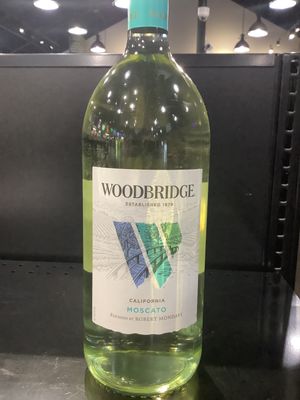 WOODBRIDGE
ESTABLISHED 1979
CALIFORNIA
MOSCATO
FOUNDED BY ROBERT MONDAVI